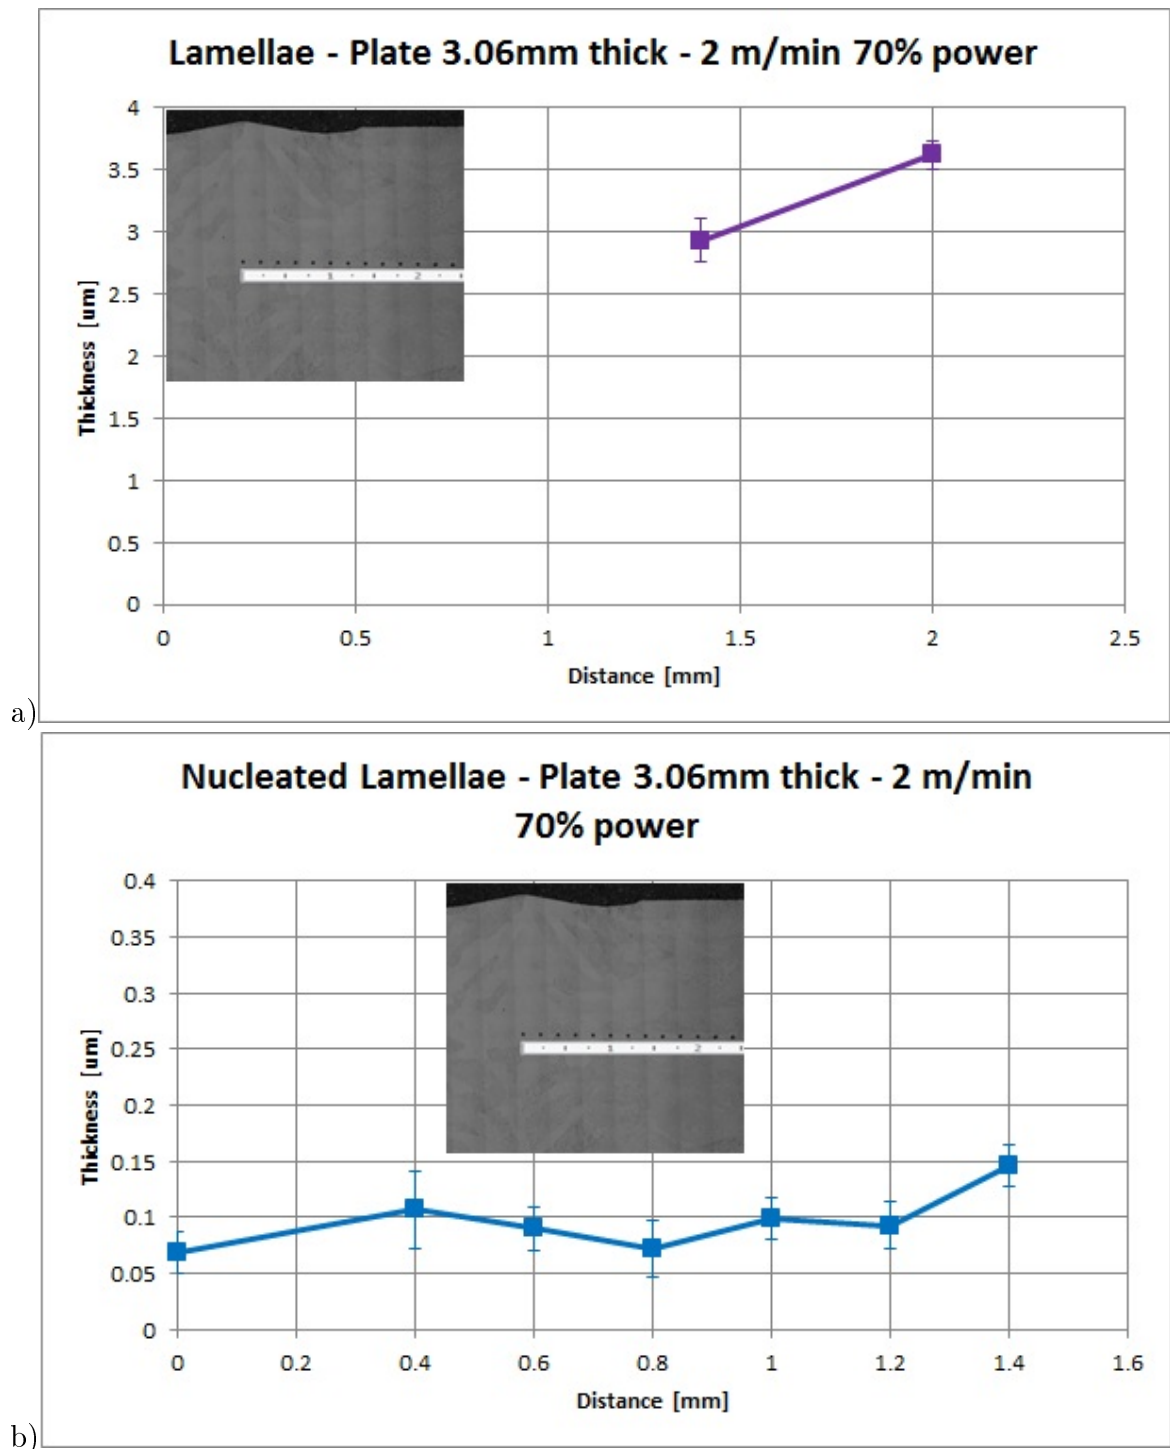 Lamellae - Plate 3.06mm thick - 2 m/min 70% power
4
3.5
3
2.5
2
1.5
1
0.5
0
Thickness [um]
1 2
0 0.5 1 1.5 2 2.5
Distance [mm]
a)
Nucleated Lamellae - Plate 3.06mm thick - 2 m/min
70% power
0.4
0.35
0.3
0.25
0.2
0.15
0.1
0.05
0
Thickness [um]
1 2
0 0.2 0.4 0.6 0.8 1 1.2 1.4 1.6
Distance [mm]
b)